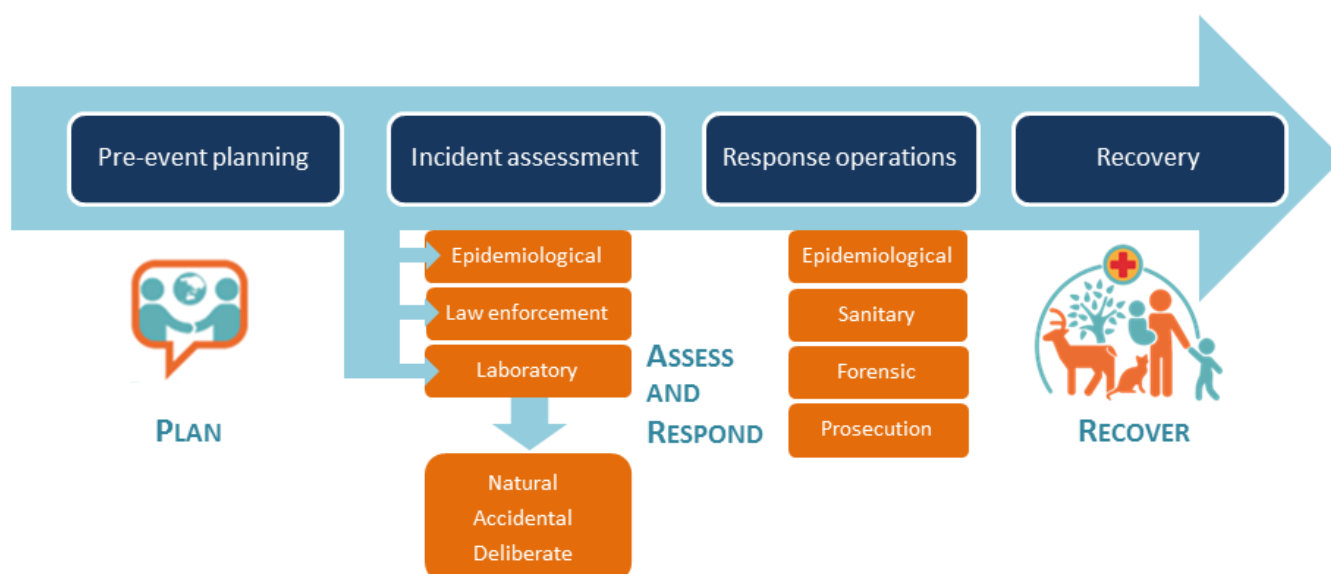 Pre-event planning
Incident assessment
Response operations
Recovery
Epidemiological
Law enforcement
Laboratory
Natural
Accidental
Deliberate
Epidemiological
Sanitary
Forensic
Prosecution
PLAN
ASSESS
AND
RESPOND
RECOVER